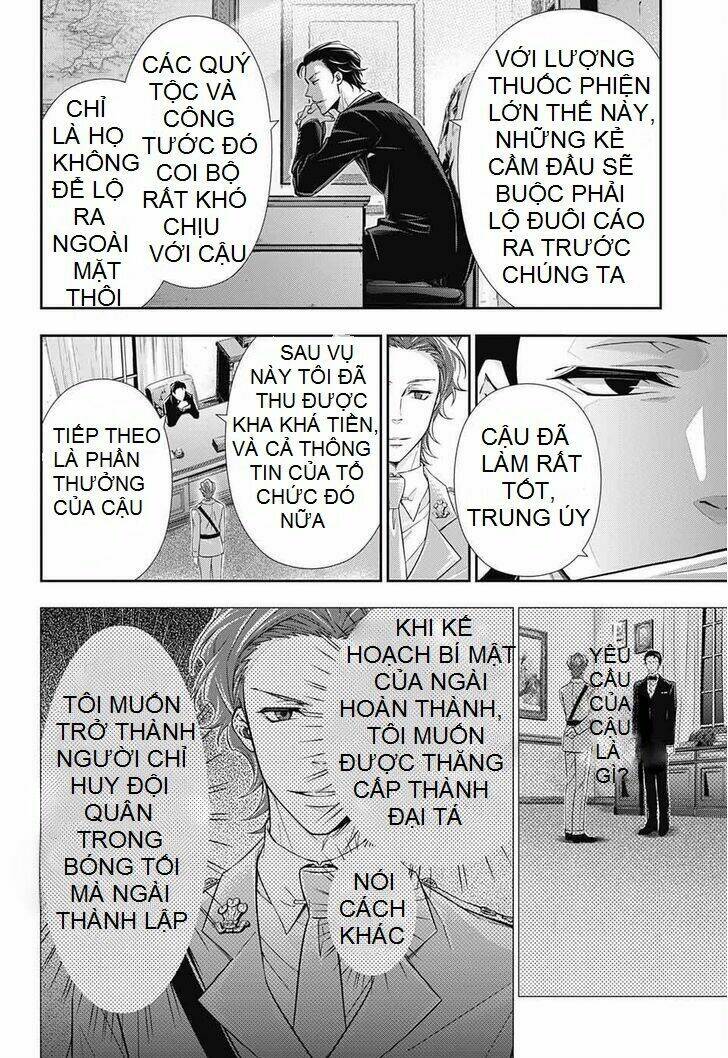 VỚI LƯỢNG
THUỐC PHIỆN
LỚN THẾ NÀY,
NHỮNG KẺ
CẦM ĐẦU SẼ
BUỘC PHẢI
LỘ ĐUÔI CÁO
RA TRƯỚC
CHÚNG TA
CÁC QUÝ
TỘC VÀ
CÔNG
TƯỚC ĐÓ
COI BỘ
RẤT KHÓ
CHỊU
VỚI CẬU
CHỈ
LÀ HỌ
KHÔNG
ĐỂ LỘ
RA
NGOÀI
MẶT
THÔI
CẬU ĐÃ
LÀM RẤT
TỐT,
TRUNG ÚY
SAU VỤ
NÀY TÔI ĐÃ
THU ĐƯỢC
KHA KHÁ TIỀN,
VÀ CẢ THÔNG
TIN CỦA TỔ
CHỨC ĐÓ
NỮA
TIẾP THEO
LÀ PHẦN
THƯỞNG
CỦA CẬU
YÊU
CẦU
CỦA
CẬU
LÀ
GÌ?
KHI KẾ
HOẠCH BÍ MẬT
CỦA NGÀI
HOÀN THÀNH,
TÔI MUỐN
ĐƯỢC THĂNG
CẤP THÀNH
ĐẠI TÁ
NÓI
CÁCH
KHÁC
TÔI MUỐN
TRỞ THÀNH
NGƯỜI CHỈ
HUY ĐỘI
QUÂN
TRONG
BÓNG TỐI
MÀ NGÀI
THÀNH LẬP